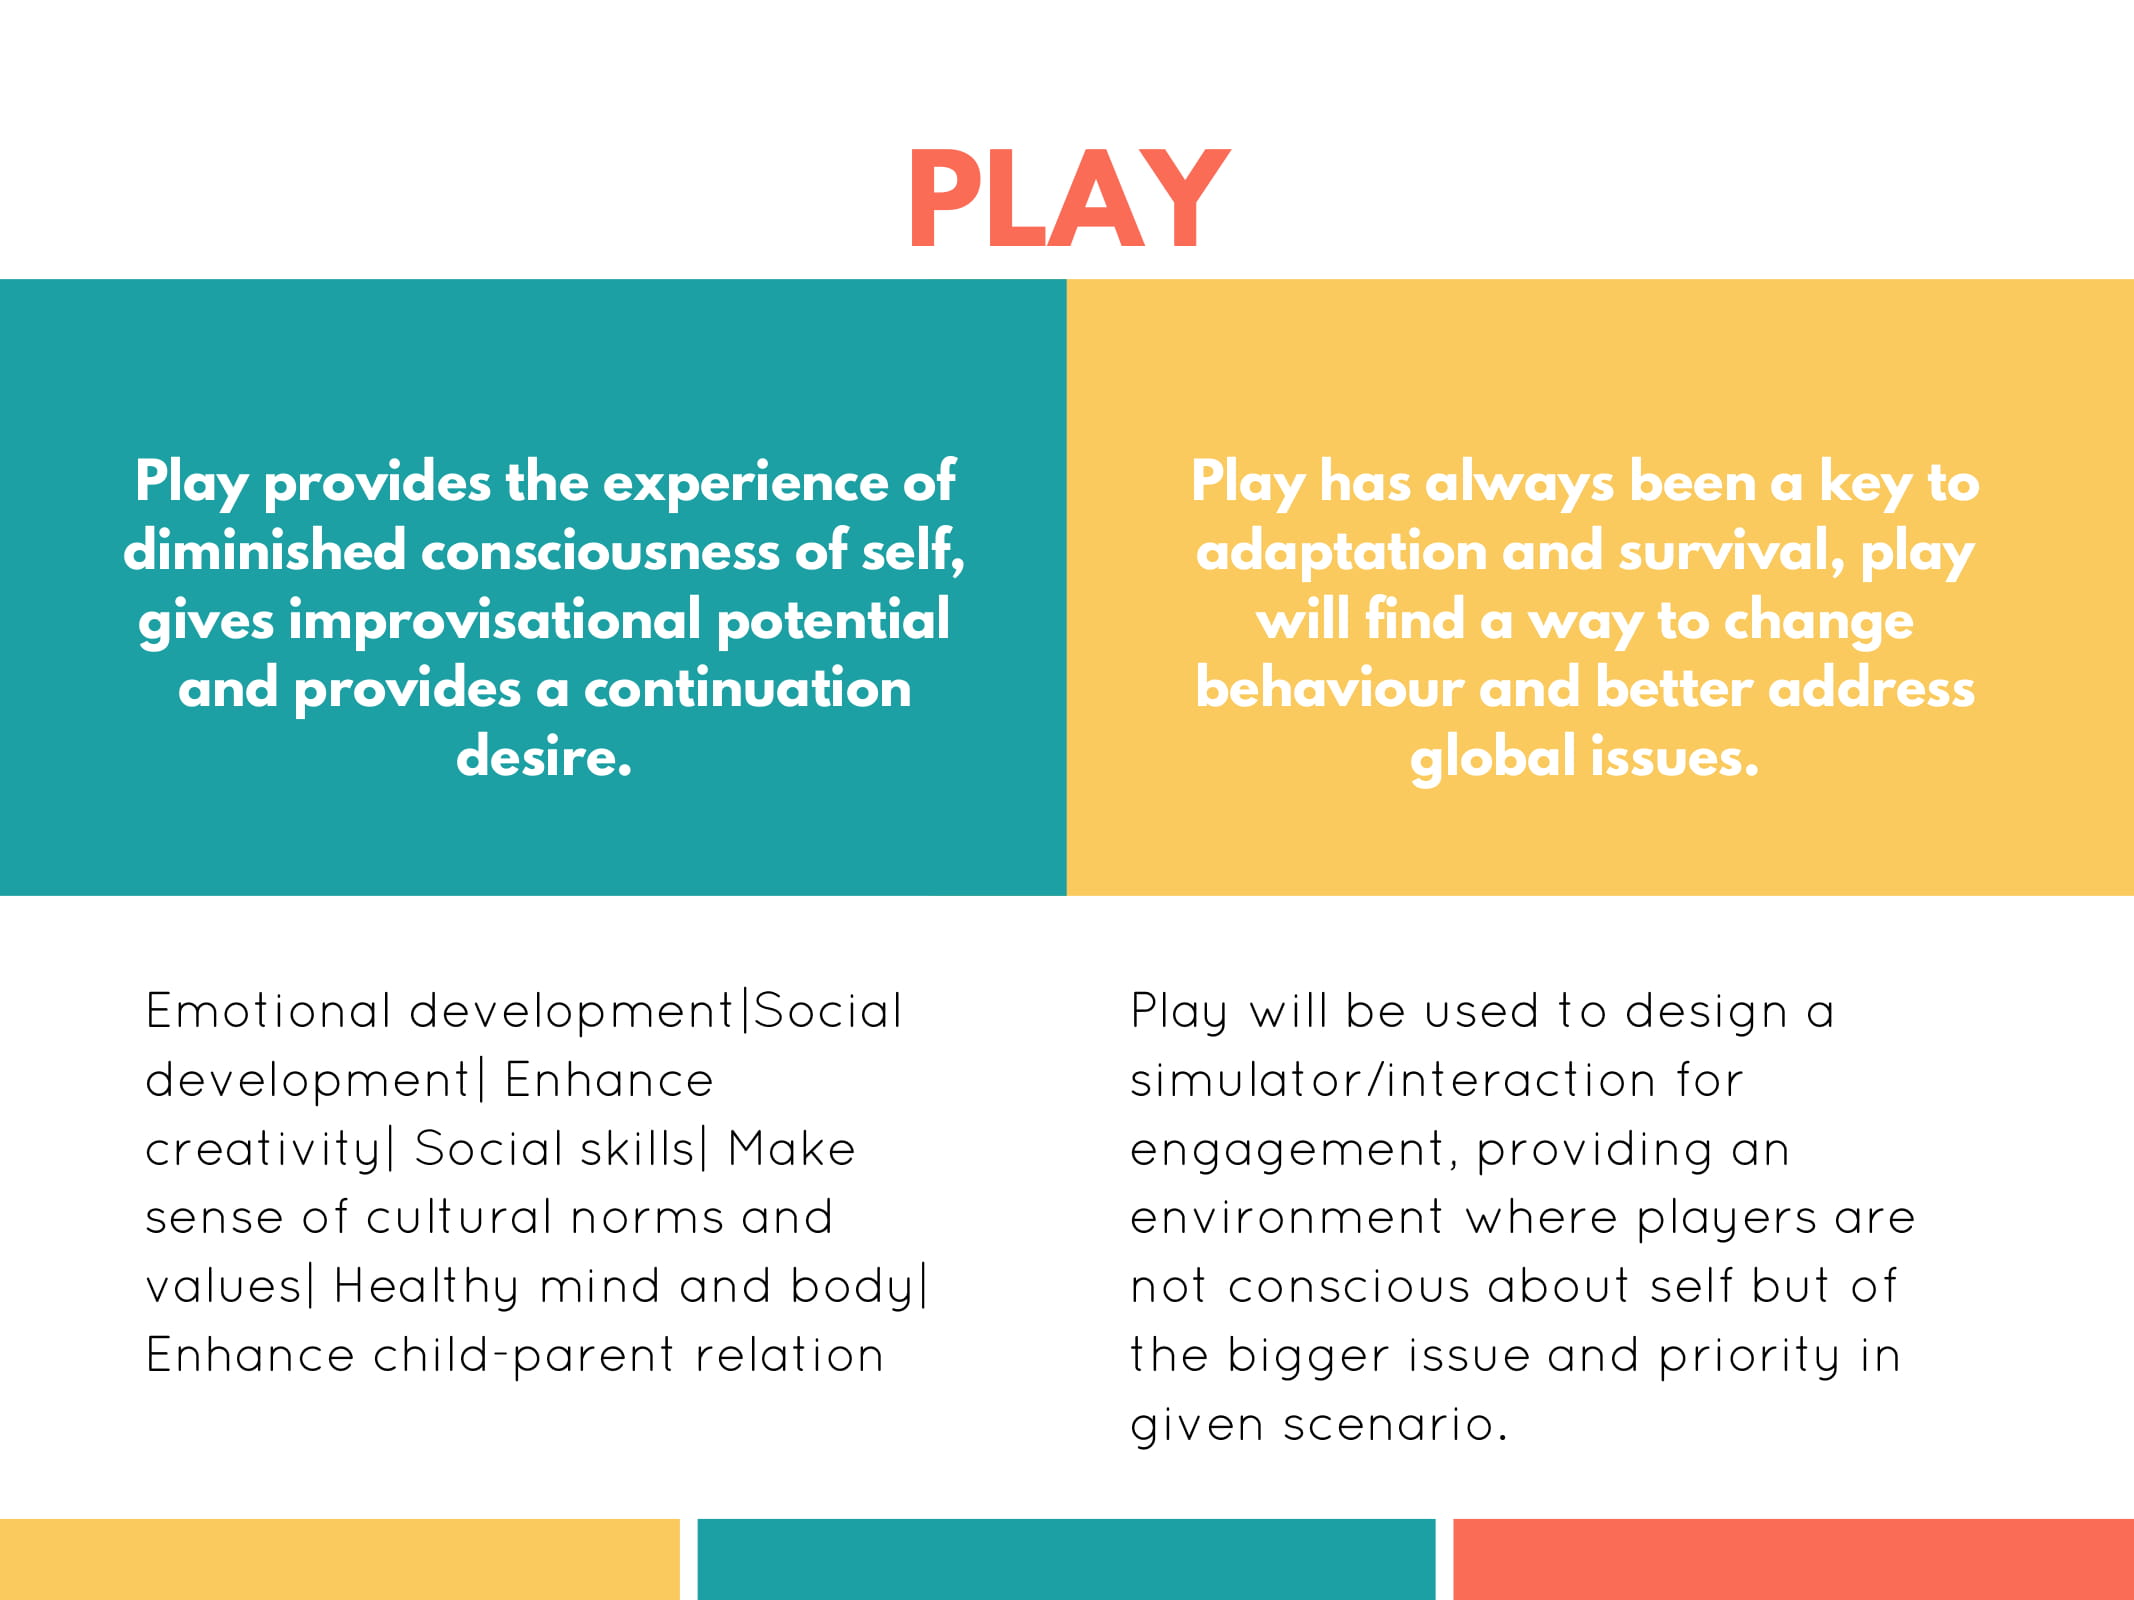 PLAY
Play provides the experience of
diminished consciousness of self,
gives improvisational potential
and provides a continuation
desire.
Play has always been a key to
adaptation and survival, play
will find a way to change
behaviour and better address
global issues.
Emotional development|Social
development| Enhance
creativity| Social skills| Make
sense of cultural norms and
values| Healthy mind and body|
Enhance child-parent relation
Play will be used to design a
simulator/interaction for
engagement, providing an
environment where players are
not conscious about self but of
the bigger issue and priority in
given scenario.